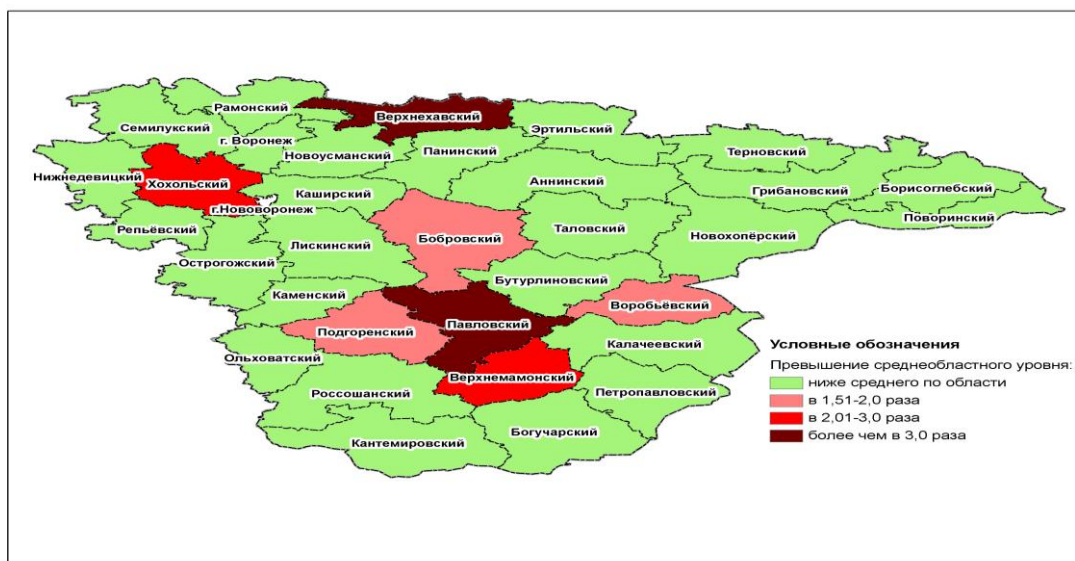 Рамонский
Верхнехавский
Семилукский
г. Воронеж
Эртильский
Новоусманский
Панинский
Терновский
Нижнедевицкий
Хохольский
Аннинский
Каширский
Грибановский
Борисоглебский
г.Нововоронеж
Поворинский
Репьёвский
Лискинский
Бобровский
Таловский
Новохопёрский
Острогожский
Бутурлиновский
Каменский
Воробьёвский
Подгоренский
Павловский
Калачеевский
Ольховатский
Верхнемамонский
Россошанский
Петропавловский
Богучарский
Кантемировский
Условные обозначения
Превышение среднеобластного уровня:
ниже среднего по области
в 1,51-2,0 раза
в 2,01-3,0 раза
более чем в 3,0 раза